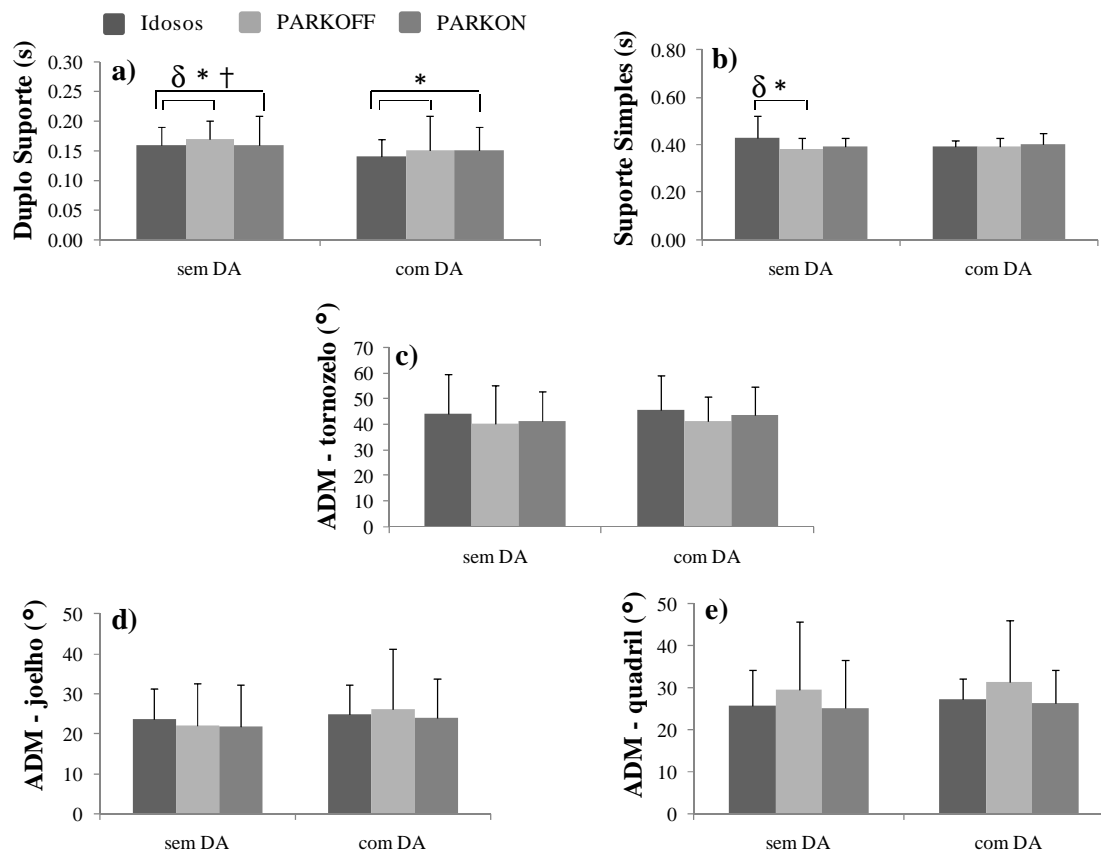 Idosos PARKOFF PARKON
a)
Duplo Suporte (s)
0.30
0.25
0.20
0.15
0.10
0.05
0.00
δ * †
*
sem DA com DA
b)
Suporte Simples (s)
0.80
0.60
0.40
0.20
0.00
δ *
sem DA com DA
c)
ADM - tornozelo (°)
70
60
50
40
30
20
10
0
sem DA com DA
d)
ADM - joelho (°)
50
40
30
20
10
0
sem DA com DA
e)
ADM - quadril (°)
50
40
30
20
10
0
sem DA com DA